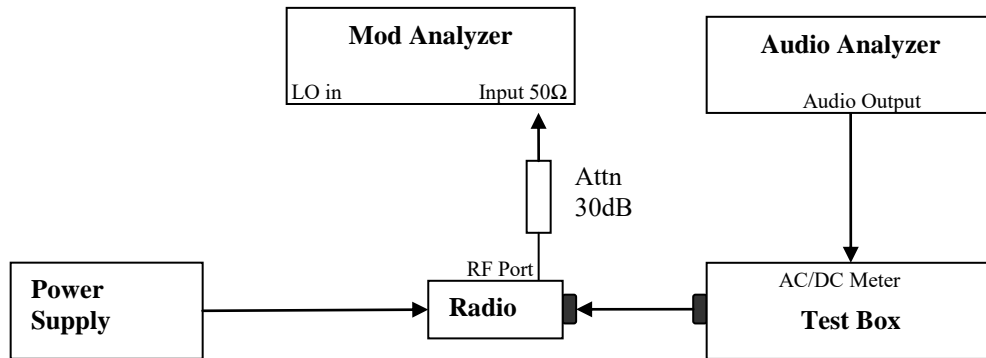 Mod Analyzer
LO in
Input 50Ω
Audio Analyzer
Audio Output
Attn
30dB
RF Port
Power
Supply
Radio
AC/DC Meter
Test Box